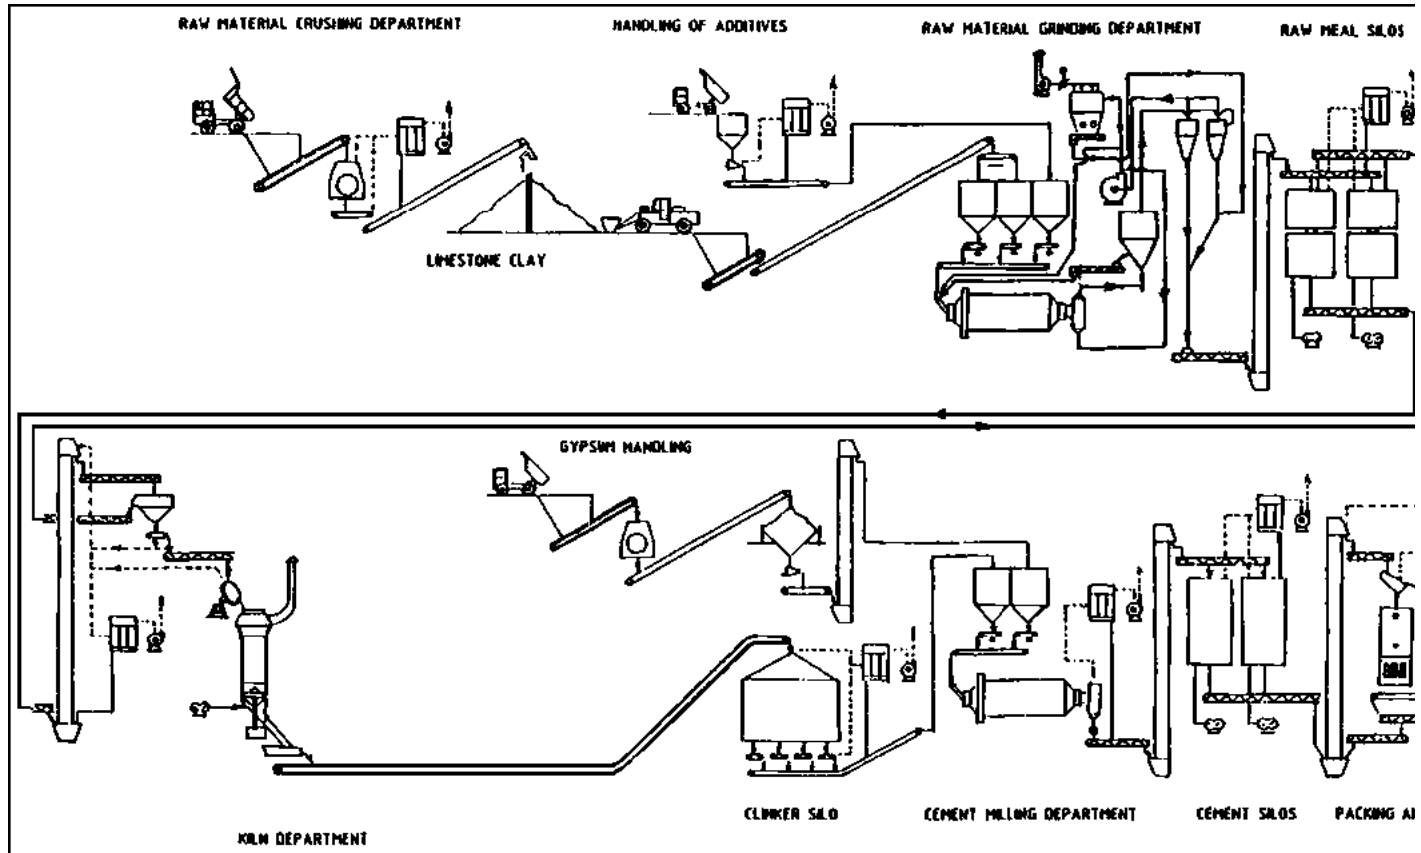 RAW MATERIAL CRUSHING DEPARTMENT
HANDLING OF ADDITIVES
RAW MATERIAL GRINDING DEPARTMENT
RAW MEAL SILOS
LIMESTONE CLAY
GYPSUM HANDLING
CLINKER SILO
CEMENT MILLING DEPARTMENT
CEMENT SILOS
PACKING
KILN DEPARTMENT